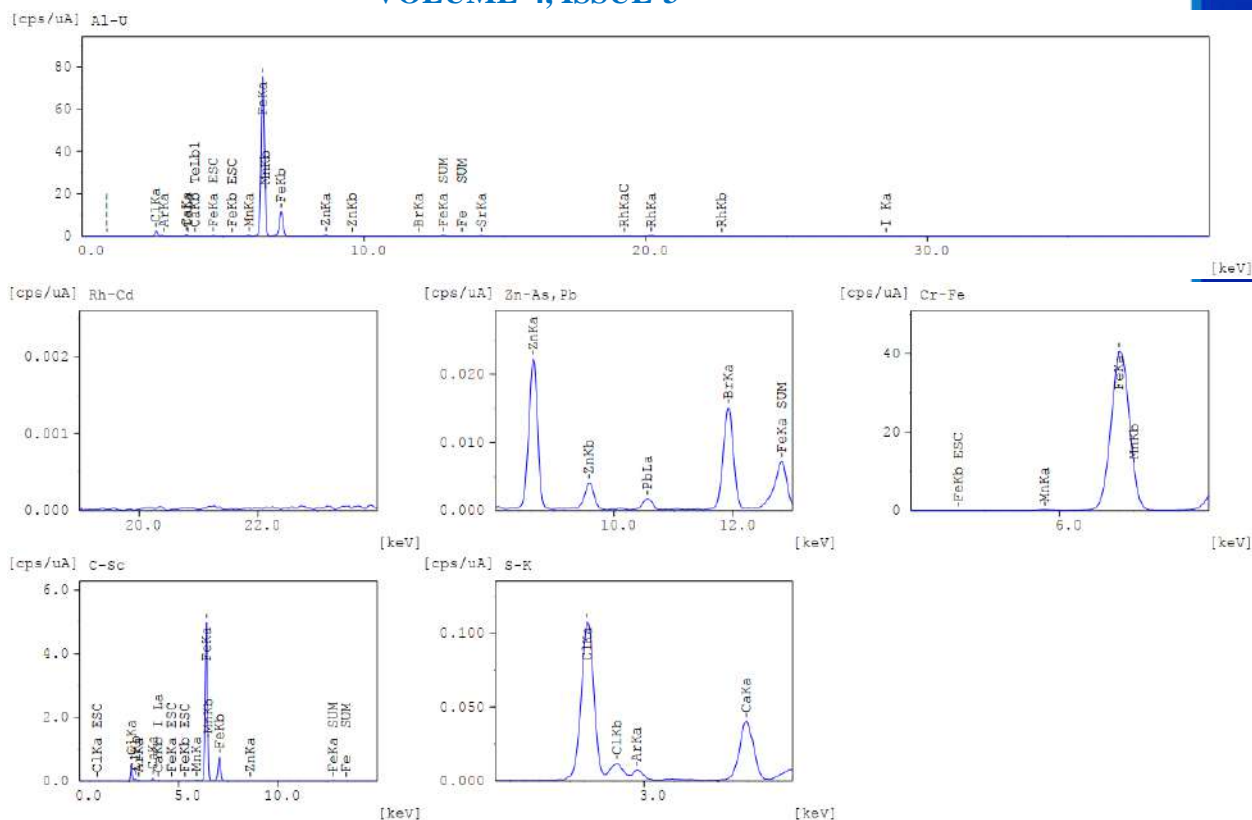 VOLUME 4, ISSUE 5
[cps/uA] Al-U
80
60
40
20
0
ClKa
ArKa
CaKa
CaKb TeLb1
FeKa ESC
FeKb ESC
MnKa
FeKa
MnKb
FeKb
ZnKa
ZnKb
BrKa
FeKa SUM
Fe SUM
SrKa
RhKaC
RhKa
RhKb
I Ka
0.0 10.0 20.0 30.0
[keV]
[cps/uA] Rh-Cd
0.002
0.001
0.000
20.0 22.0
[keV]
[cps/uA] Zn-As,Pb
0.020
0.010
0.000
ZnKa
ZnKb
PbLa
BrKa
FeKa SUM
10.0 12.0
[keV]
[cps/uA] Cr-Fe
40
20
0
FeKb ESC
MnKa
FeKa
MnKb
6.0
[keV]
[cps/uA] C-Sc
6.0
4.0
2.0
0.0
ClKa ESC
ClKa
ClKb
ArKa
CaKa
CaKb I La
FeKa ESC
FeKb ESC
MnKa
FeKa
MnKb
FeKb
ZnKa
FeKa SUM
Fe SUM
5.0 10.0
[keV]
[cps/uA] S-K
0.100
0.050
0.000
ClKa
ClKb
ArKa
CaKa
3.0
[keV]